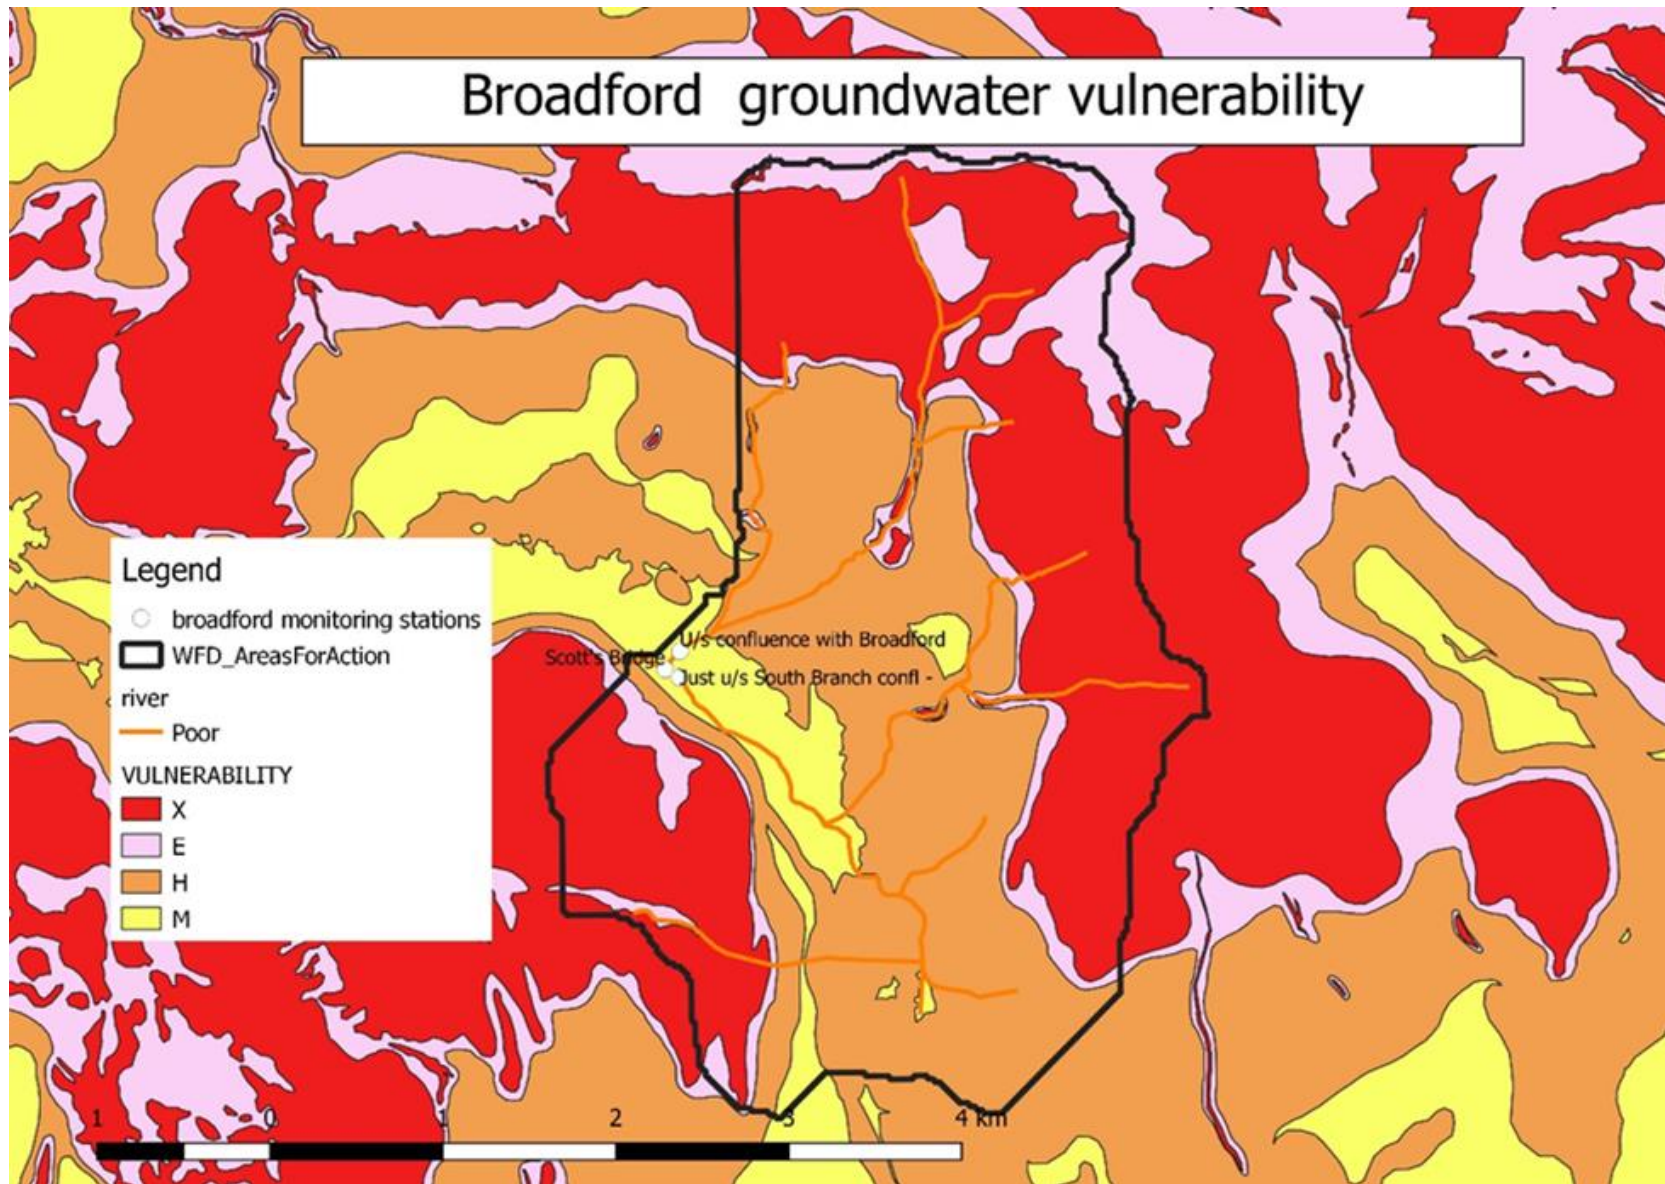 Broadford groundwater vulnerability
Legend
broadford monitoring stations
WFD_AreasForAction
river
Poor
VULNERABILITY
X
E
H
M
U/s confluence with Broadford
Scott's Bridge
Just u/s South Branch confl -
1 0 1 2 3 4 km